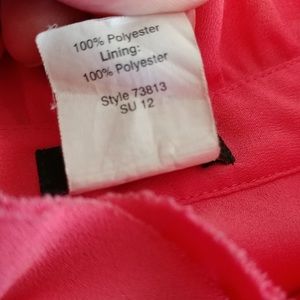 100% Polyester
Lining:
100% Polyester
Style 73813
SU 12